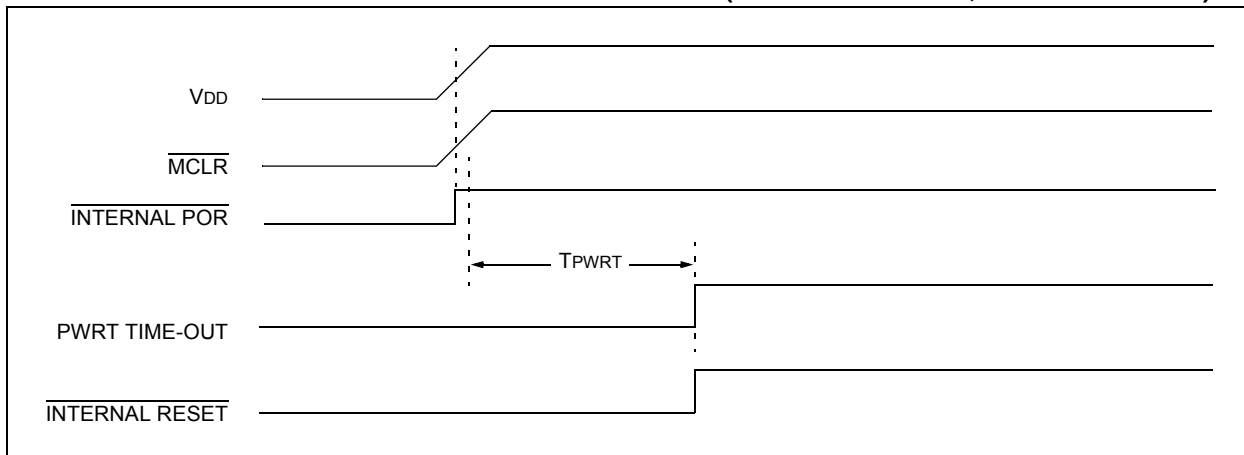 VDD
MCLR
INTERNAL POR
TPWRT
PWRT TIME-OUT
INTERNAL RESET